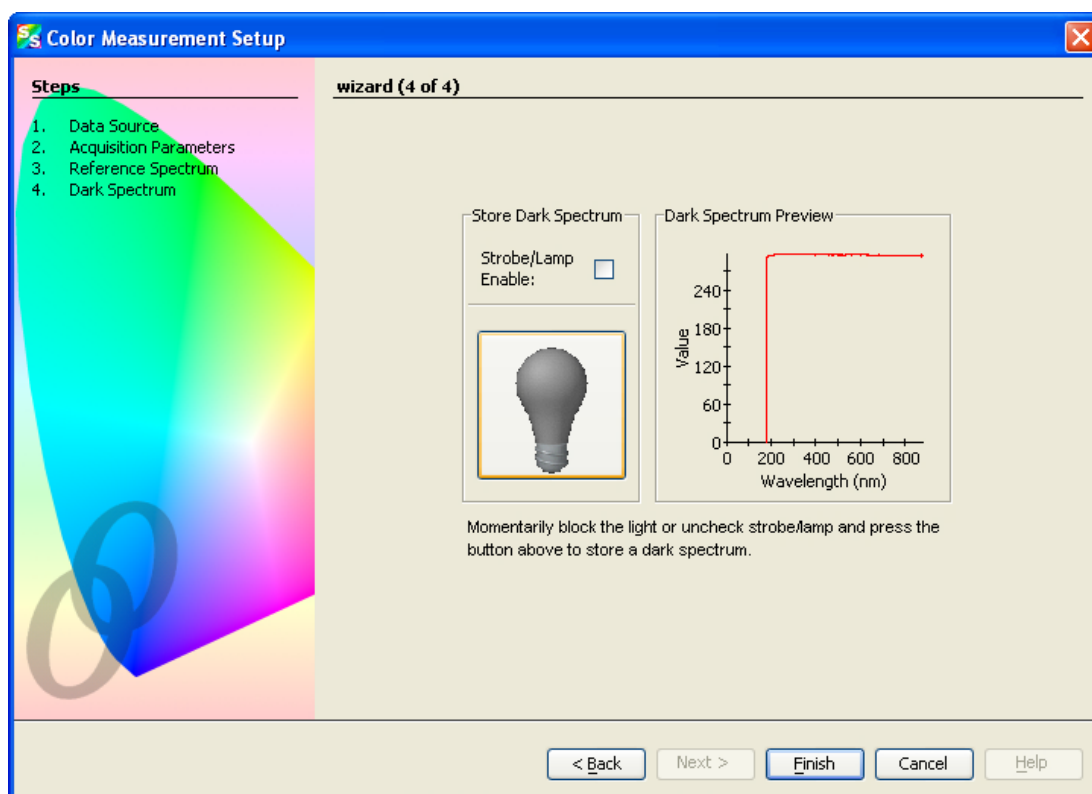 Color Measurement Setup
Steps
1. Data Source
2. Acquisition Parameters
3. Reference Spectrum
4. Dark Spectrum
wizard (4 of 4)
Store Dark Spectrum
Strobe/Lamp
Enable:
Dark Spectrum Preview
Value
240
180
120
60
0
0 200 400 600 800
Wavelength (nm)
Momentarily block the light or uncheck strobe/lamp and press the
button above to store a dark spectrum.
< Back Next > Finish Cancel Help